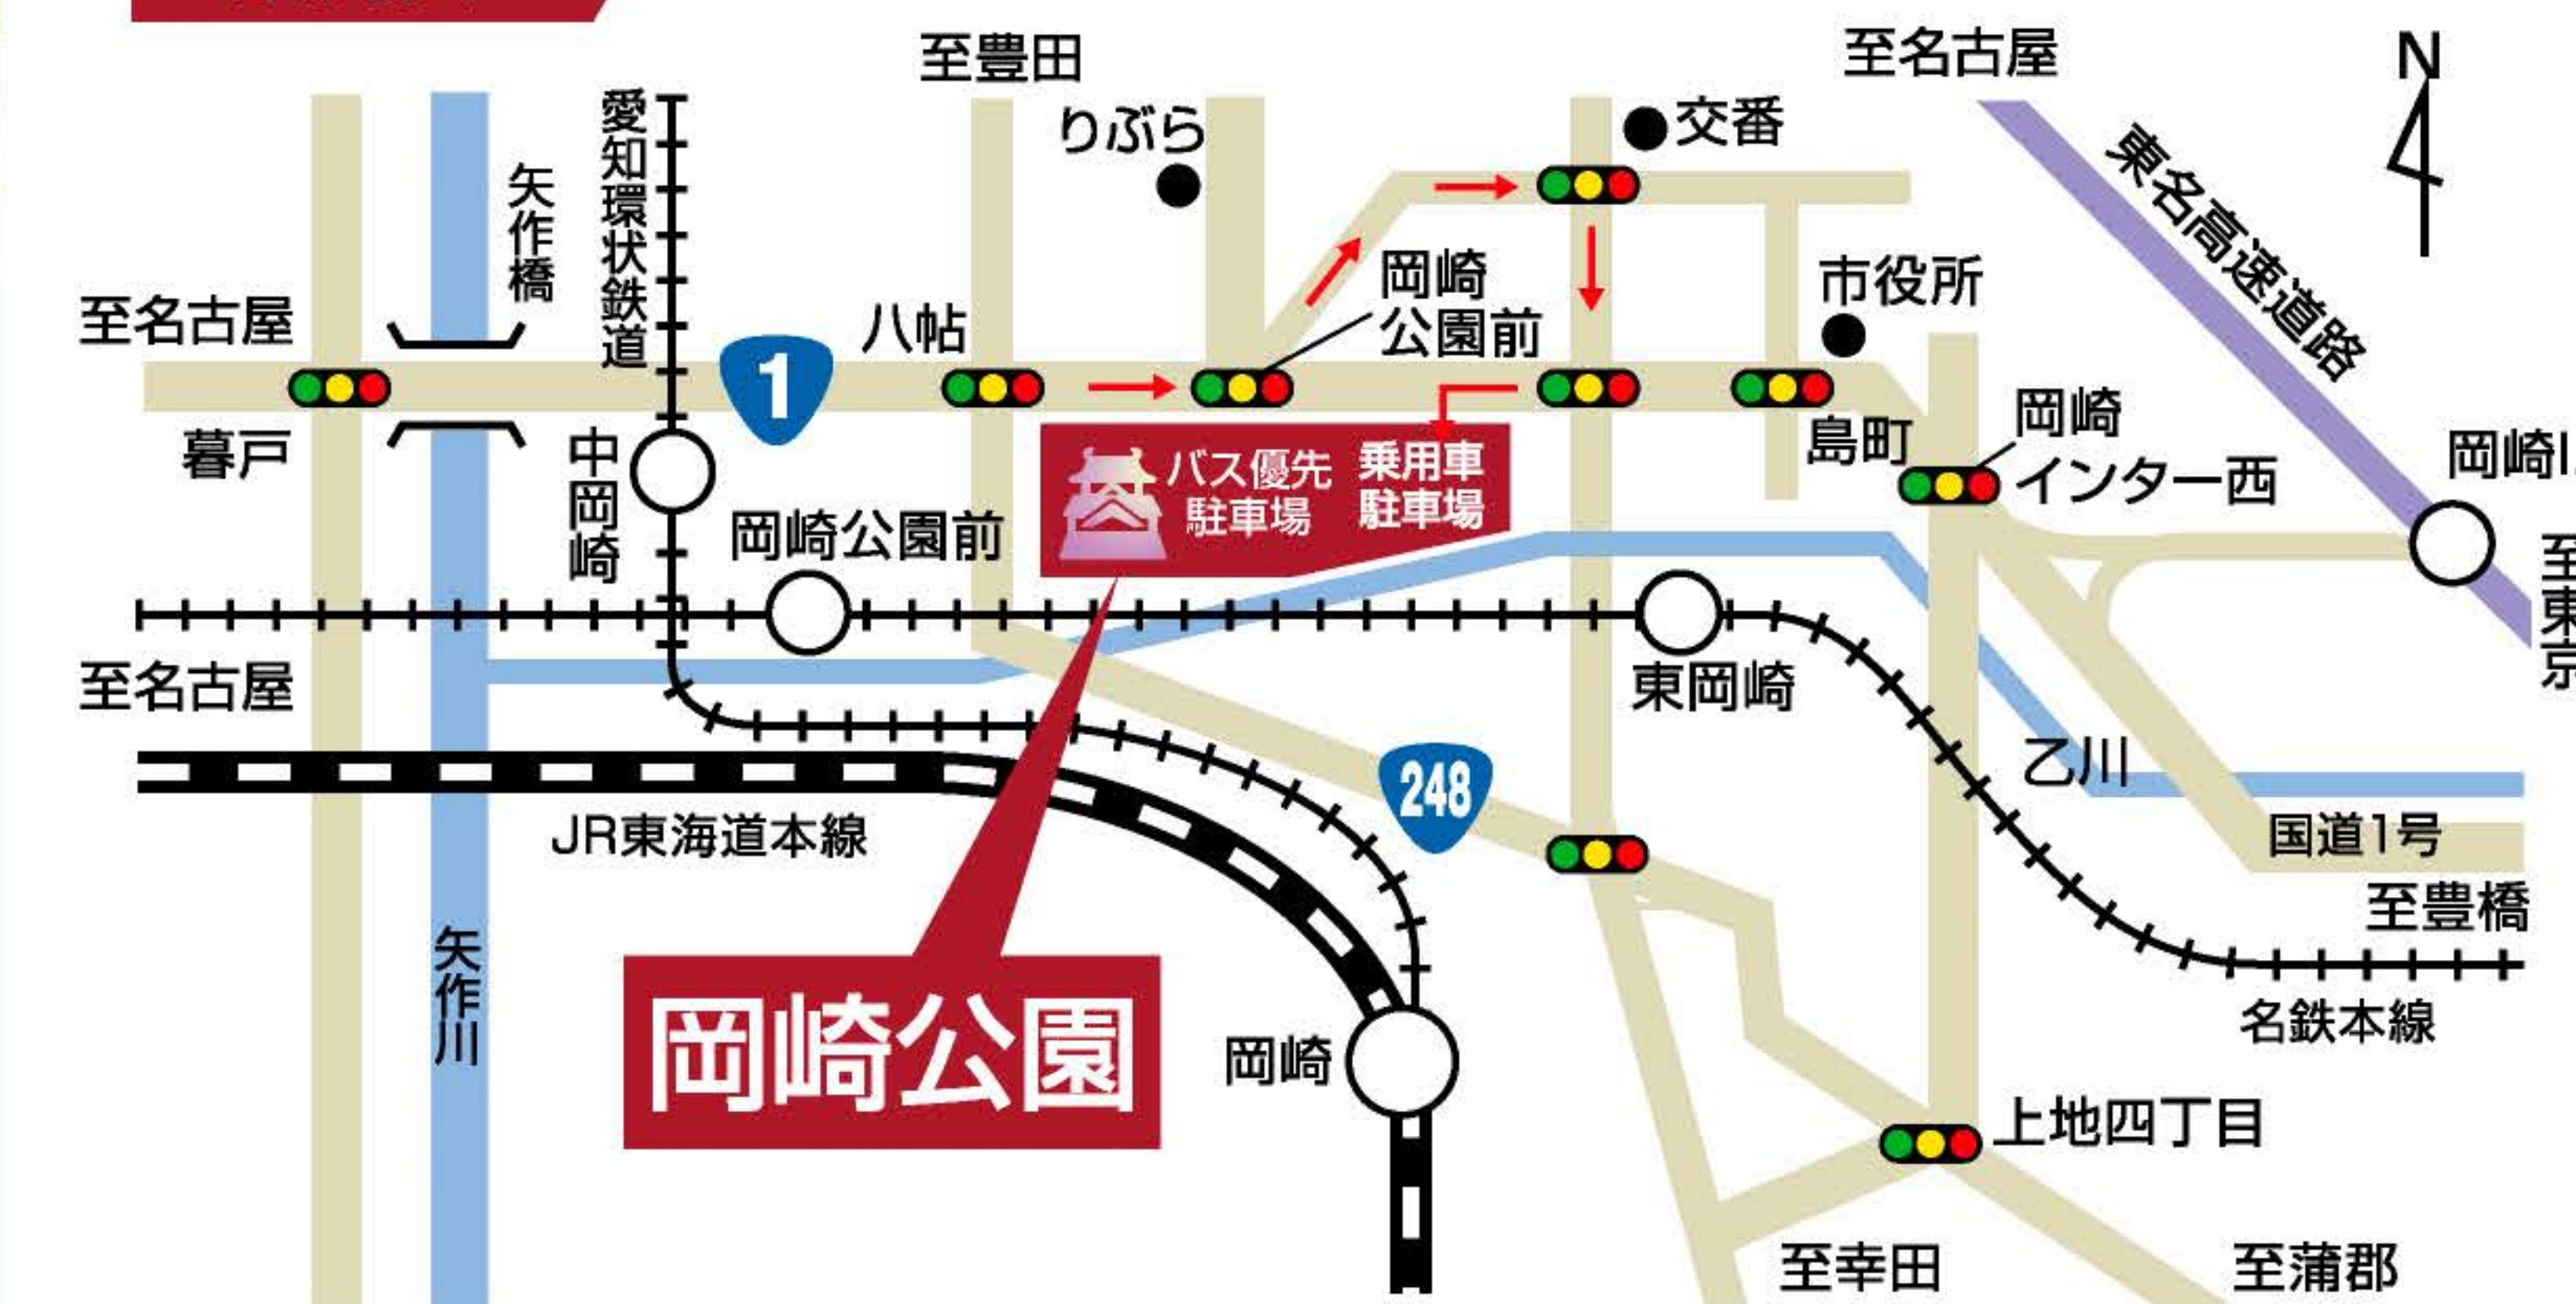 至豊田
至名古屋
N
りぶら
交番
愛知環状鉄道
矢作橋
東名高速道路
岡崎
公園前
市役所
至名古屋
八帖
1
暮戸
中岡崎
島町
岡崎
インター西
岡崎I
バス優先
駐車場
乗用車
駐車場
岡崎公園前
至東京
至名古屋
東岡崎
乙川
248
JR東海道本線
国道1号
至豊橋
矢作川
岡崎公園
岡崎
名鉄本線
上地四丁目
至幸田
至蒲郡